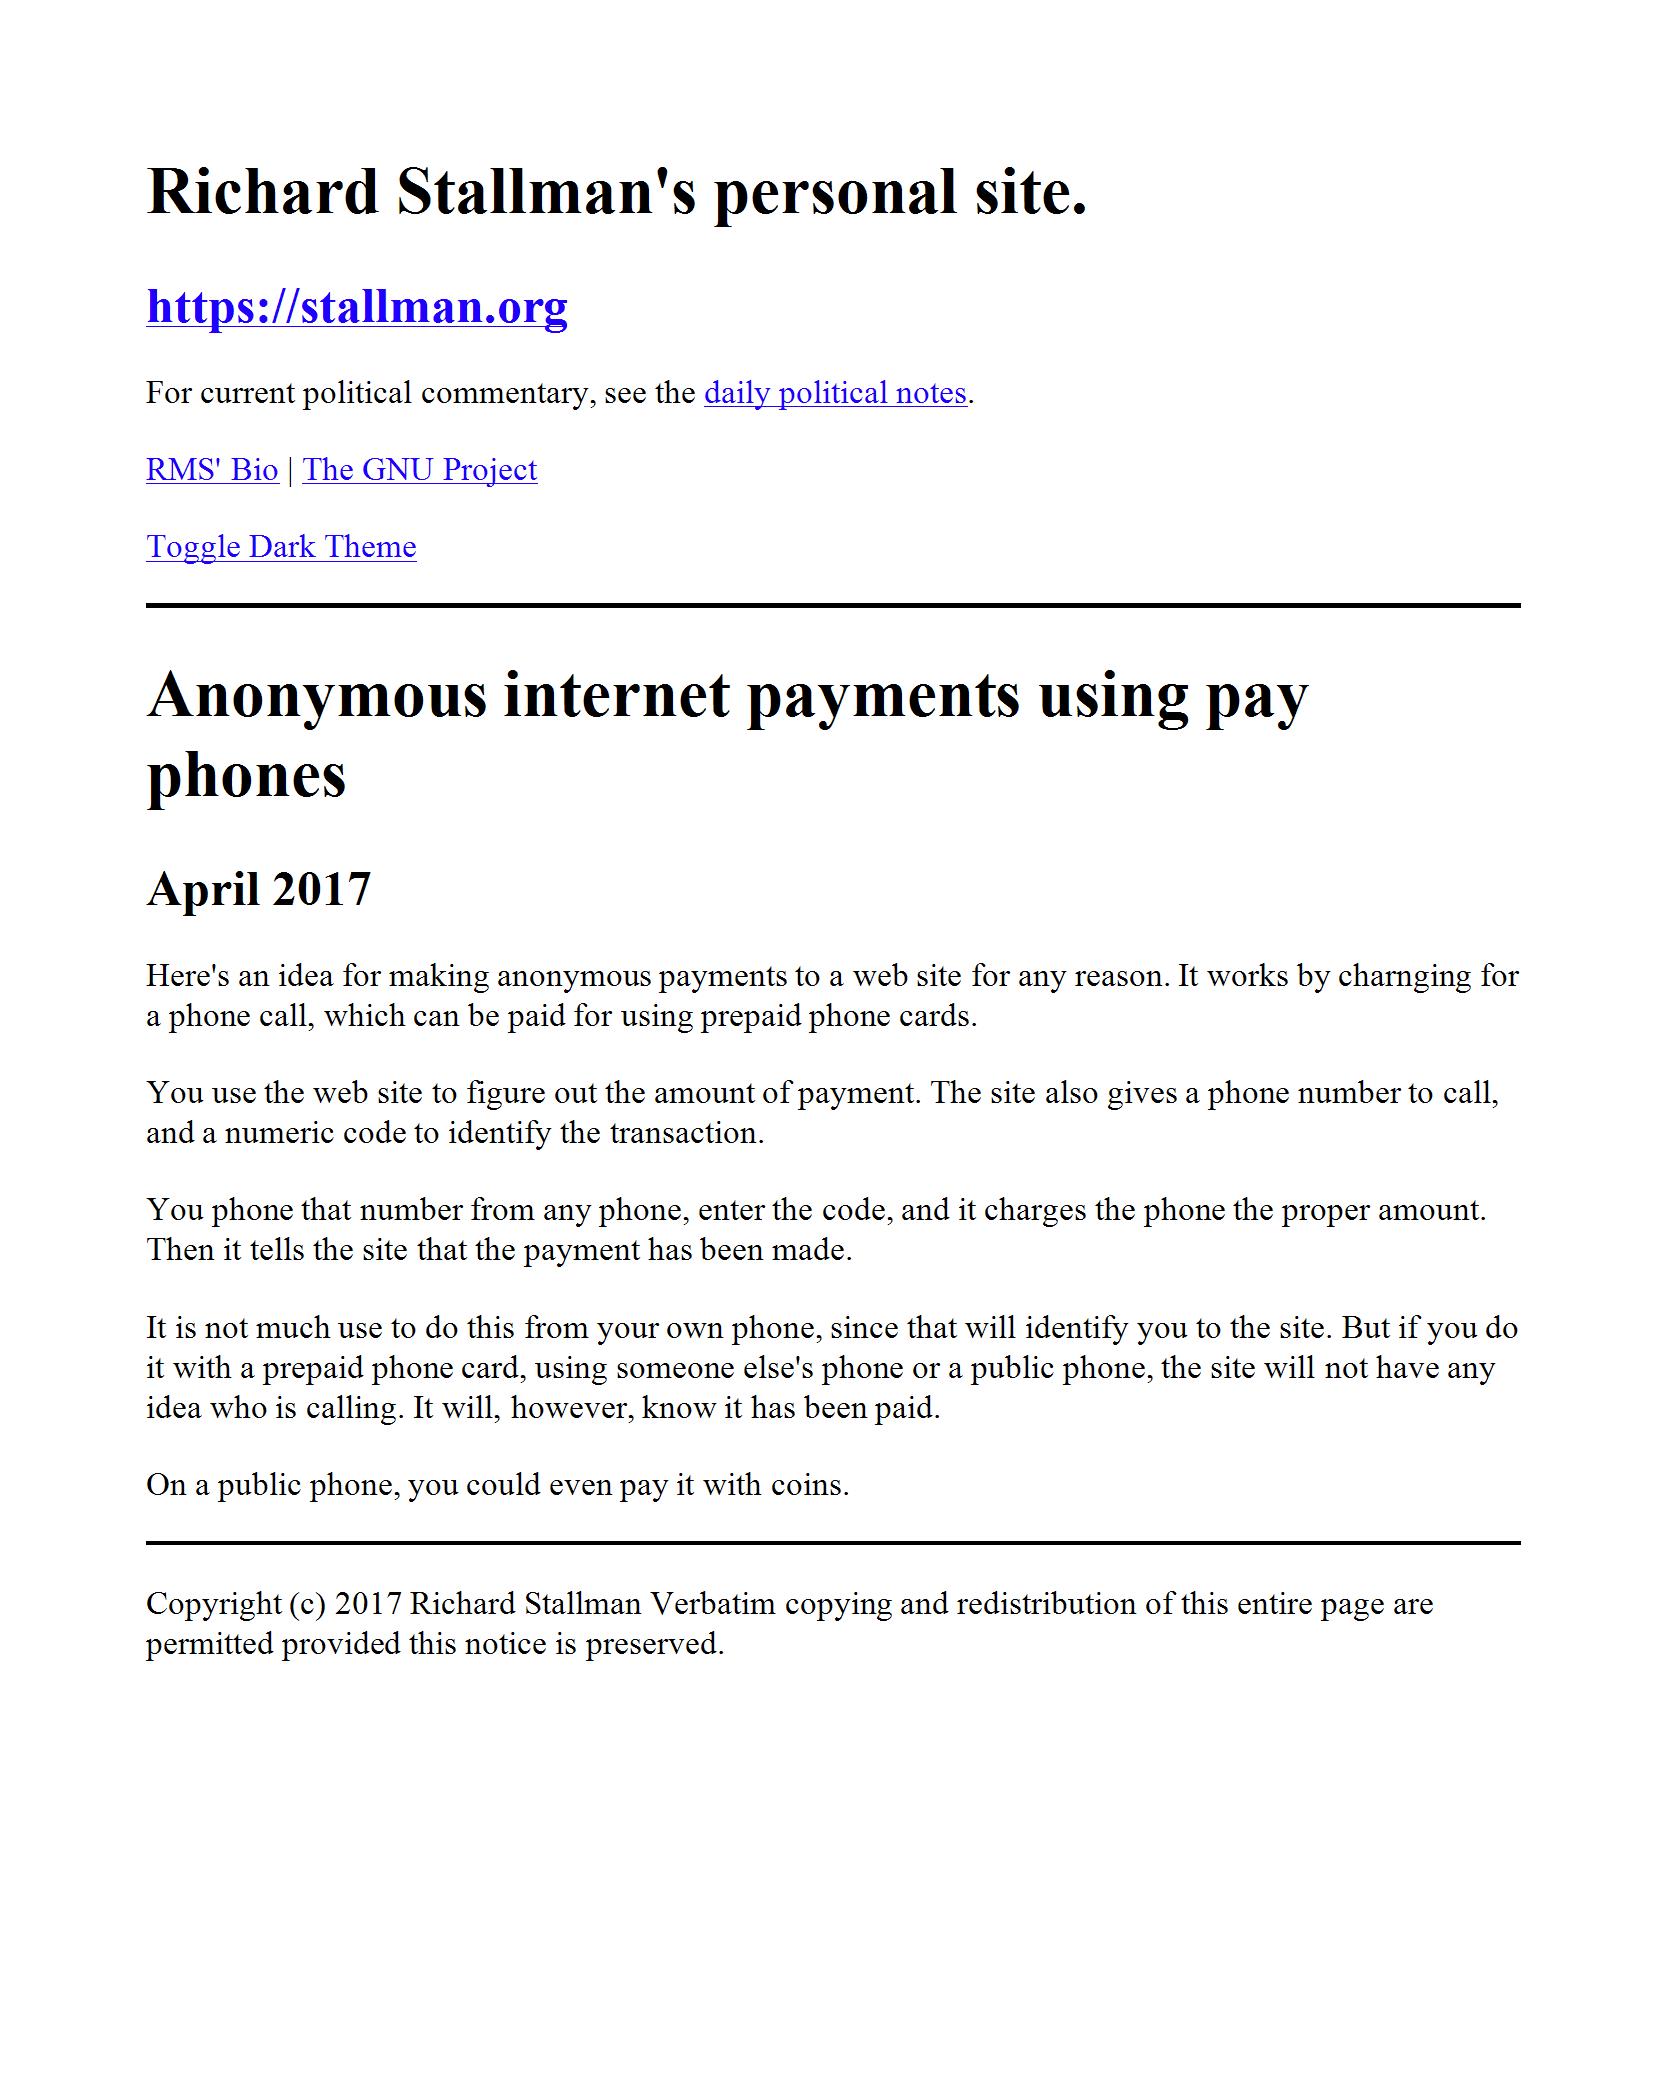 Richard Stallman's personal site.
https://stallman.org
For current political commentary, see the daily political notes.
RMS' Bio | The GNU Project
Toggle Dark Theme
Anonymous internet payments using pay
phones
April 2017
Here's an idea for making anonymous payments to a web site for any reason. It works by charnging for
a phone call, which can be paid for using prepaid phone cards.
You use the web site to figure out the amount of payment. The site also gives a phone number to call,
and a numeric code to identify the transaction.
You phone that number from any phone, enter the code, and it charges the phone the proper amount.
Then it tells the site that the payment has been made.
It is not much use to do this from your own phone, since that will identify you to the site. But if you do
it with a prepaid phone card, using someone else's phone or a public phone, the site will not have any
idea who is calling. It will, however, know it has been paid.
On a public phone, you could even pay it with coins.
Copyright (c) 2017 Richard Stallman Verbatim copying and redistribution of this entire page are
permitted provided this notice is preserved.